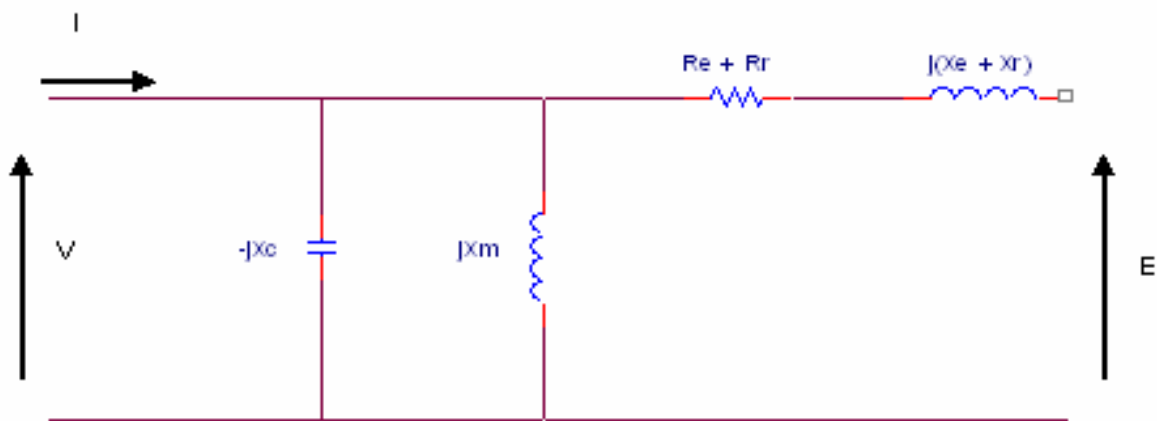 I
Re + Rr
j(Xe + Xr)
V
-jXc
jXm
E